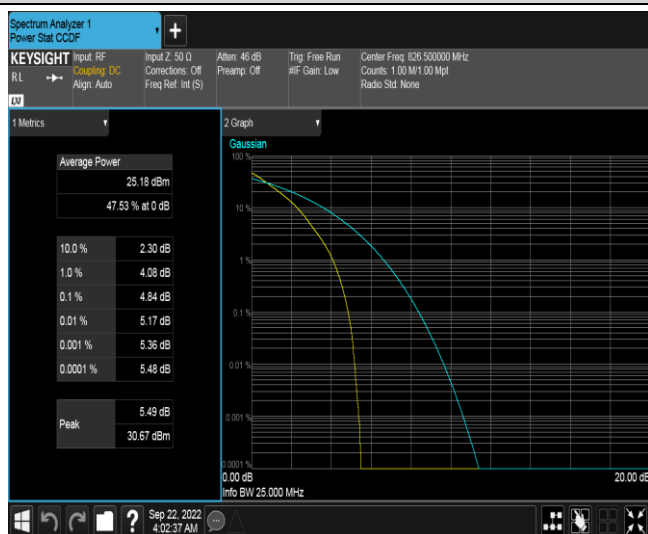 Spectrum Analyzer 1
Power Stat CCDF
+
KEYSIGHT
RL
LXI
Input: RF
Coupling: DC
Align: Auto
Input Z: 50 Ω
Corrections: Off
Freq Ref: Int (S)
Atten: 46 dB
Preamp: Off
Trig: Free Run
#IF Gain: Low
Center Freq: 826.500000 MHz
Counts: 1.00 M/1.00 Mpt
Radio Std: None
1 Metrics
Average Power
25.18 dBm
47.53 % at 0 dB
10.0 % 2.30 dB
1.0 % 4.08 dB
0.1 % 4.84 dB
0.01 % 5.17 dB
0.001 % 5.36 dB
0.0001 % 5.48 dB
Peak
5.49 dB
30.67 dBm
2 Graph
Gaussian
100 %
10 %
1 %
0.1 %
0.01 %
0.001 %
0.0001 %
0.00 dB
20.00 dB
Info BW 25.000 MHz
?
Sep 22, 2022
4:02:37 AM